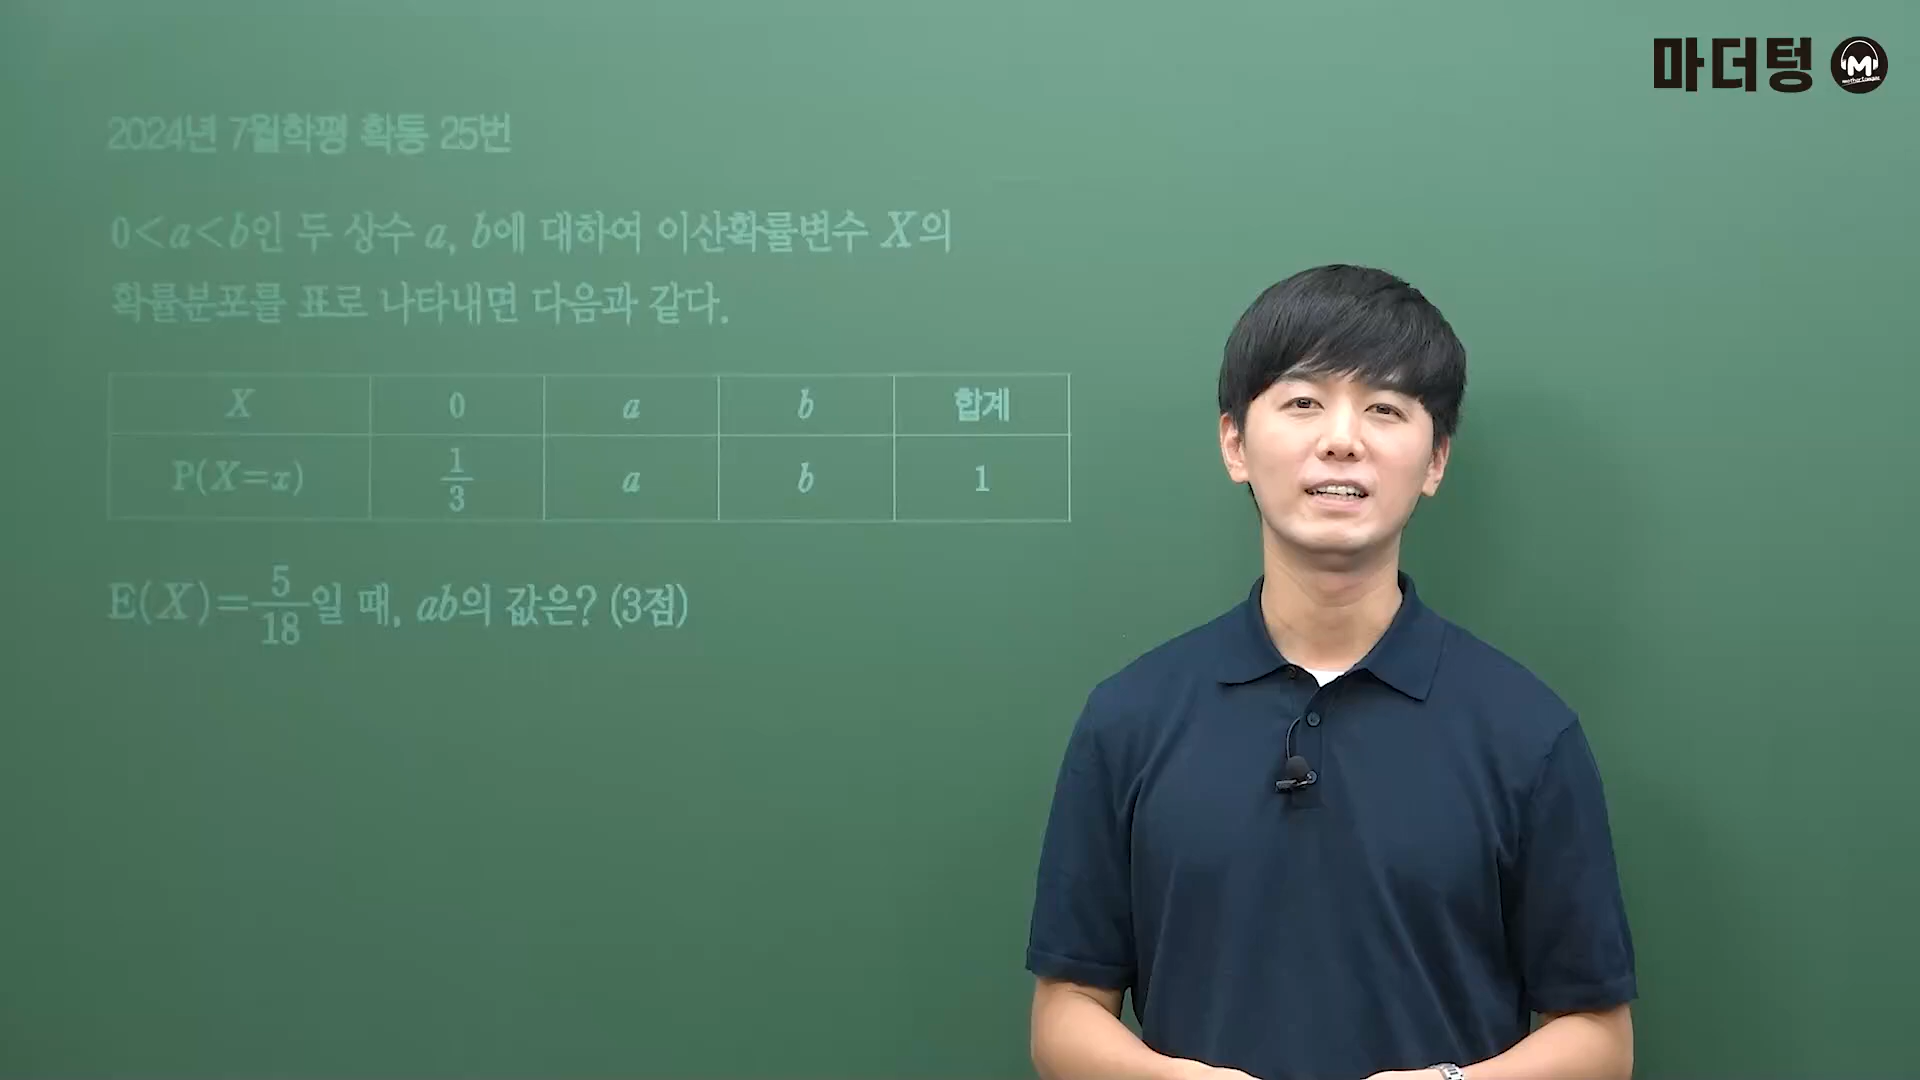 마더텅
2024년 7월학평 확통 25번
0<a<b인 두 상수 a, b에 대하여 이산확률변수 X의
확률분포를 표로 나타내면 다음과 같다.
X 0 a b 합계
P(X=x) 1/3 a b 1
E(X)=5/18일 때, ab의 값은? (3점)